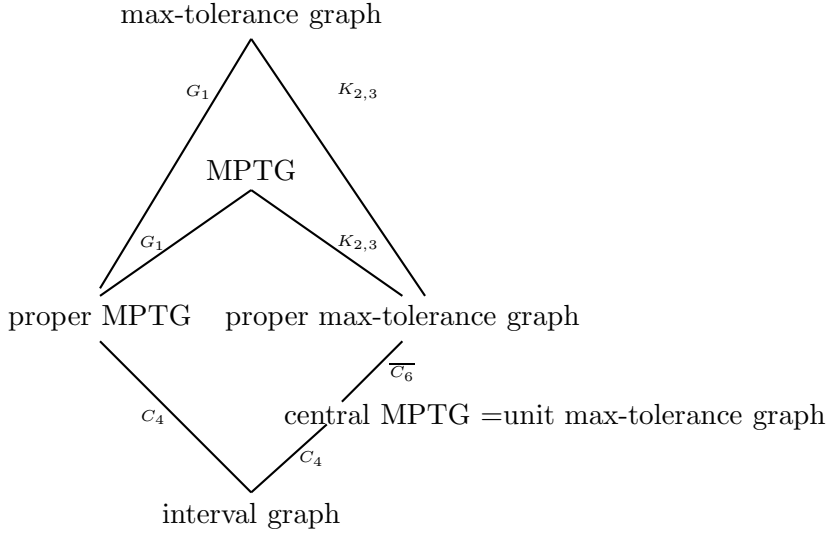 max-tolerance graph
G₁ K₂,₃
MPTG
G₁ K₂,₃
proper MPTG proper max-tolerance graph
C̅₆̅
C₄ central MPTG =unit max-tolerance graph
C₄
interval graph